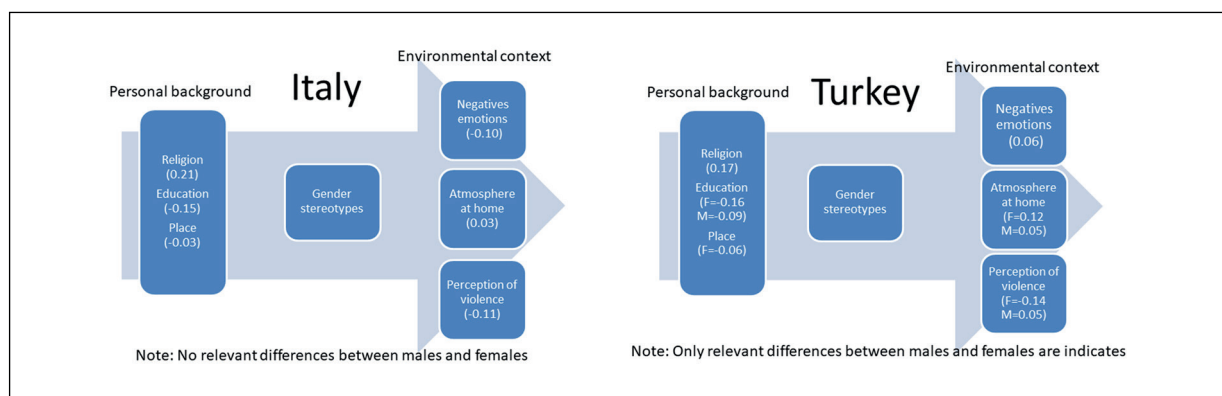 Italy
Personal background
Environmental context
Religion
(0.21)
Education
(-0.15)
Place
(-0.03)
Gender
stereotypes
Negatives
emotions
(-0.10)
Atmosphere
at home
(0.03)
Perception of
violence
(-0.11)
Note: No relevant differences between males and females
Turkey
Personal background
Environmental context
Religion
(0.17)
Education
(F=-0.16
M=-0.09)
Place
(F=-0.06)
Gender
stereotypes
Negatives
emotions
(0.06)
Atmosphere
at home
(F=0.12
M=0.05)
Perception of
violence
(F=-0.14
M=0.05)
Note: Only relevant differences between males and females are indicates